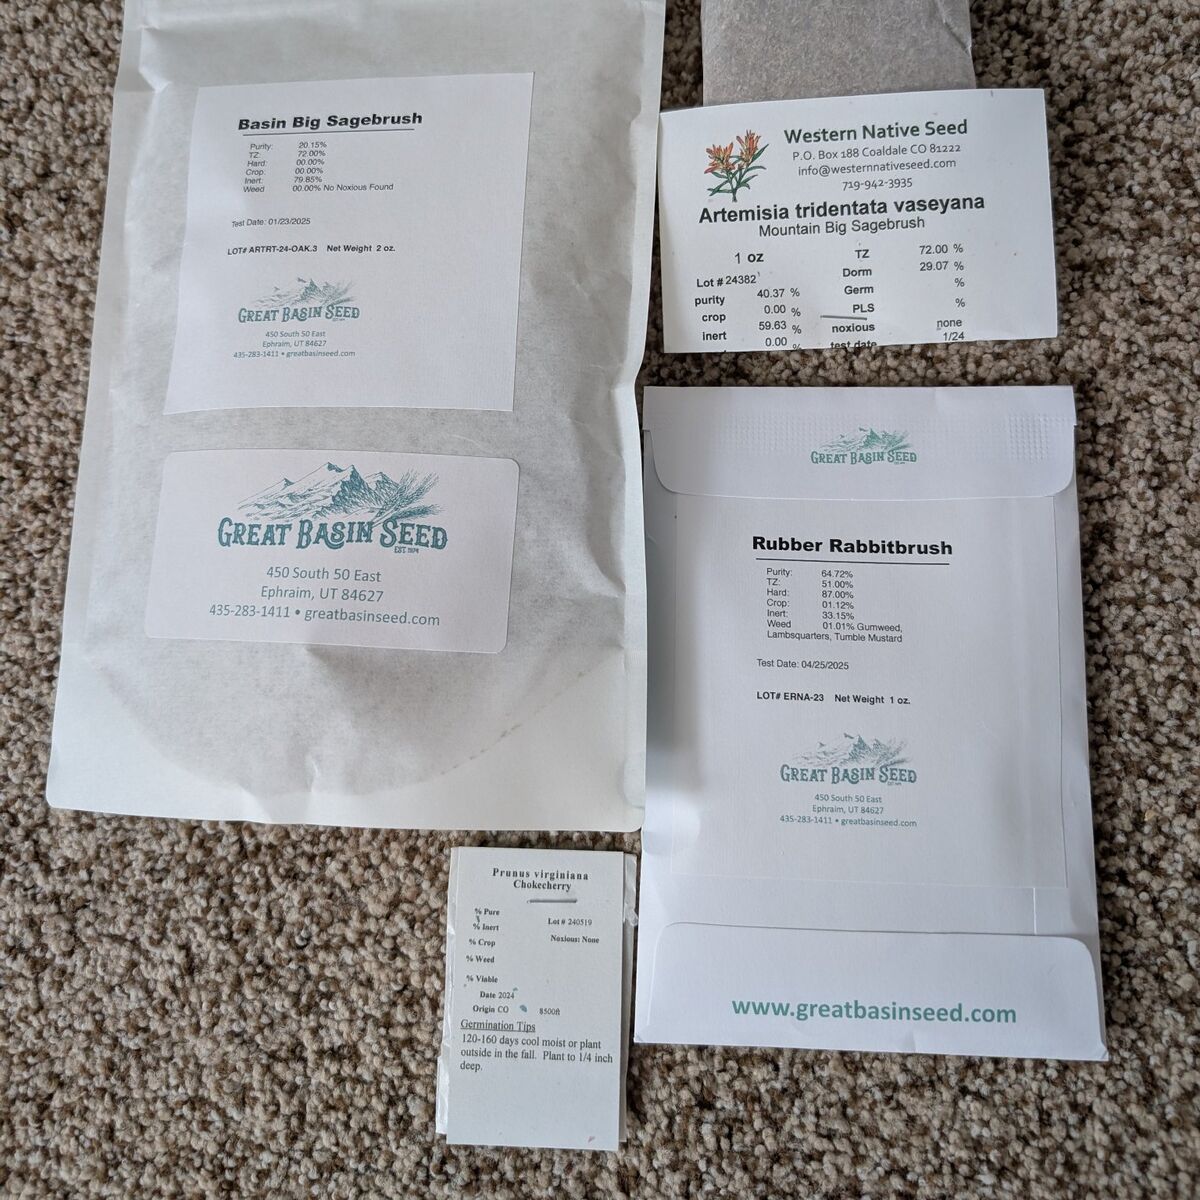 Basin Big Sagebrush
Purity: 20.15%
TZ: 72.00%
Hard: 00.00%
Crop: 00.00%
Inert: 79.85%
Weed 00.00% No Noxious Found
Test Date: 01/23/2025
LOT# ARTRT-24-OAK.3 Net Weight 2 oz.
GREAT BASIN SEED
450 South 50 East
Ephraim, UT 84627
435-283-1411 • greatbasinseed.com
GREAT BASIN SEED
EST. 1974
450 South 50 East
Ephraim, UT 84627
435-283-1411 • greatbasinseed.com
Western Native Seed
P.O. Box 188 Coaldale CO 81222
info@westernnativeseed.com
719-942-3935
Artemisia tridentata vaseyana
Mountain Big Sagebrush
1 oz TZ 72.00 %
Lot # 24382 Dorm 29.07 %
purity 40.37 % Germ %
crop 0.00 % PLS %
inert 59.63 % noxious none
0.00 % test date 1/24
GREAT BASIN SEED
Rubber Rabbitbrush
Purity: 64.72%
TZ: 51.00%
Hard: 87.00%
Crop: 01.12%
Inert: 33.15%
Weed 01.01% Gumweed,
Lambsquarters, Tumble Mustard
Test Date: 04/25/2025
LOT# ERNA-23 Net Weight 1 oz.
GREAT BASIN SEED
450 South 50 East
Ephraim, UT 84627
435-283-1411 • greatbasinseed.com
www.greatbasinseed.com
Prunus virginiana
Chokecherry
% Pure
Lot # 240519
% Inert
Noxious: None
% Crop
% Weed
% Viable
Date 2024
Origin CO 8500ft
Germination Tips
120-160 days cool moist or plant
outside in the fall. Plant to 1/4 inch
deep.